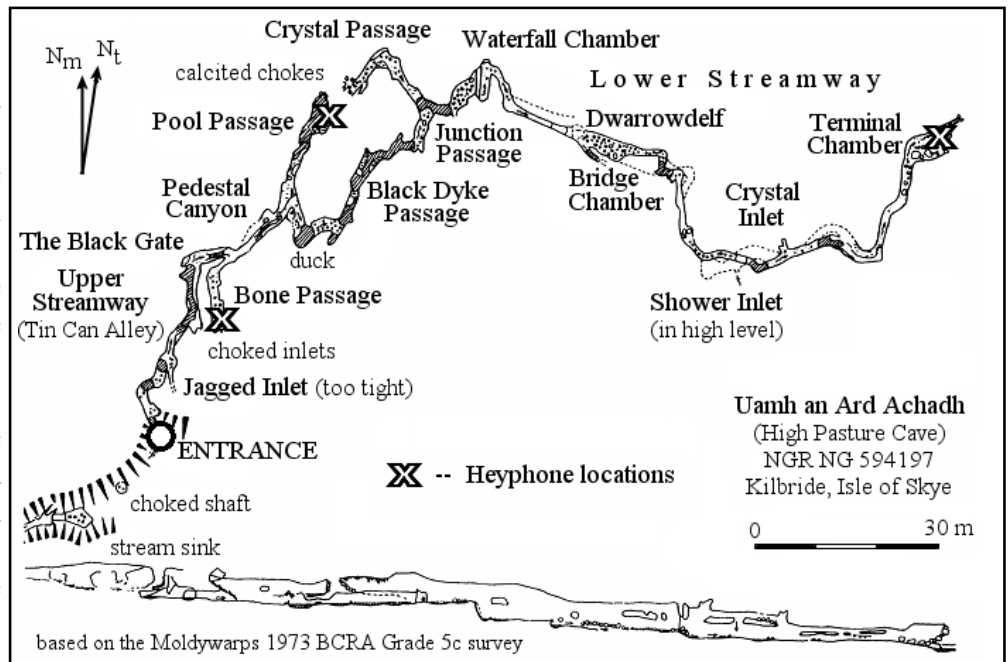 Crystal Passage
Waterfall Chamber
Nm Nt
calcited chokes
Lower Streamway
Pool Passage
Dwarrowdelf
Terminal
Chamber
Junction
Passage
Pedestal
Canyon
Black Dyke
Passage
Bridge
Chamber
Crystal
Inlet
The Black Gate
duck
Upper
Streamway
(Tin Can Alley)
Bone Passage
Shower Inlet
(in high level)
choked inlets
Jagged Inlet (too tight)
ENTRANCE
Uamh an Ard Achadh
(High Pasture Cave)
NGR NG 594197
Kilbride, Isle of Skye
X -- Heyphone locations
choked shaft
0 30 m
stream sink
based on the Moldywarps 1973 BCRA Grade 5c survey